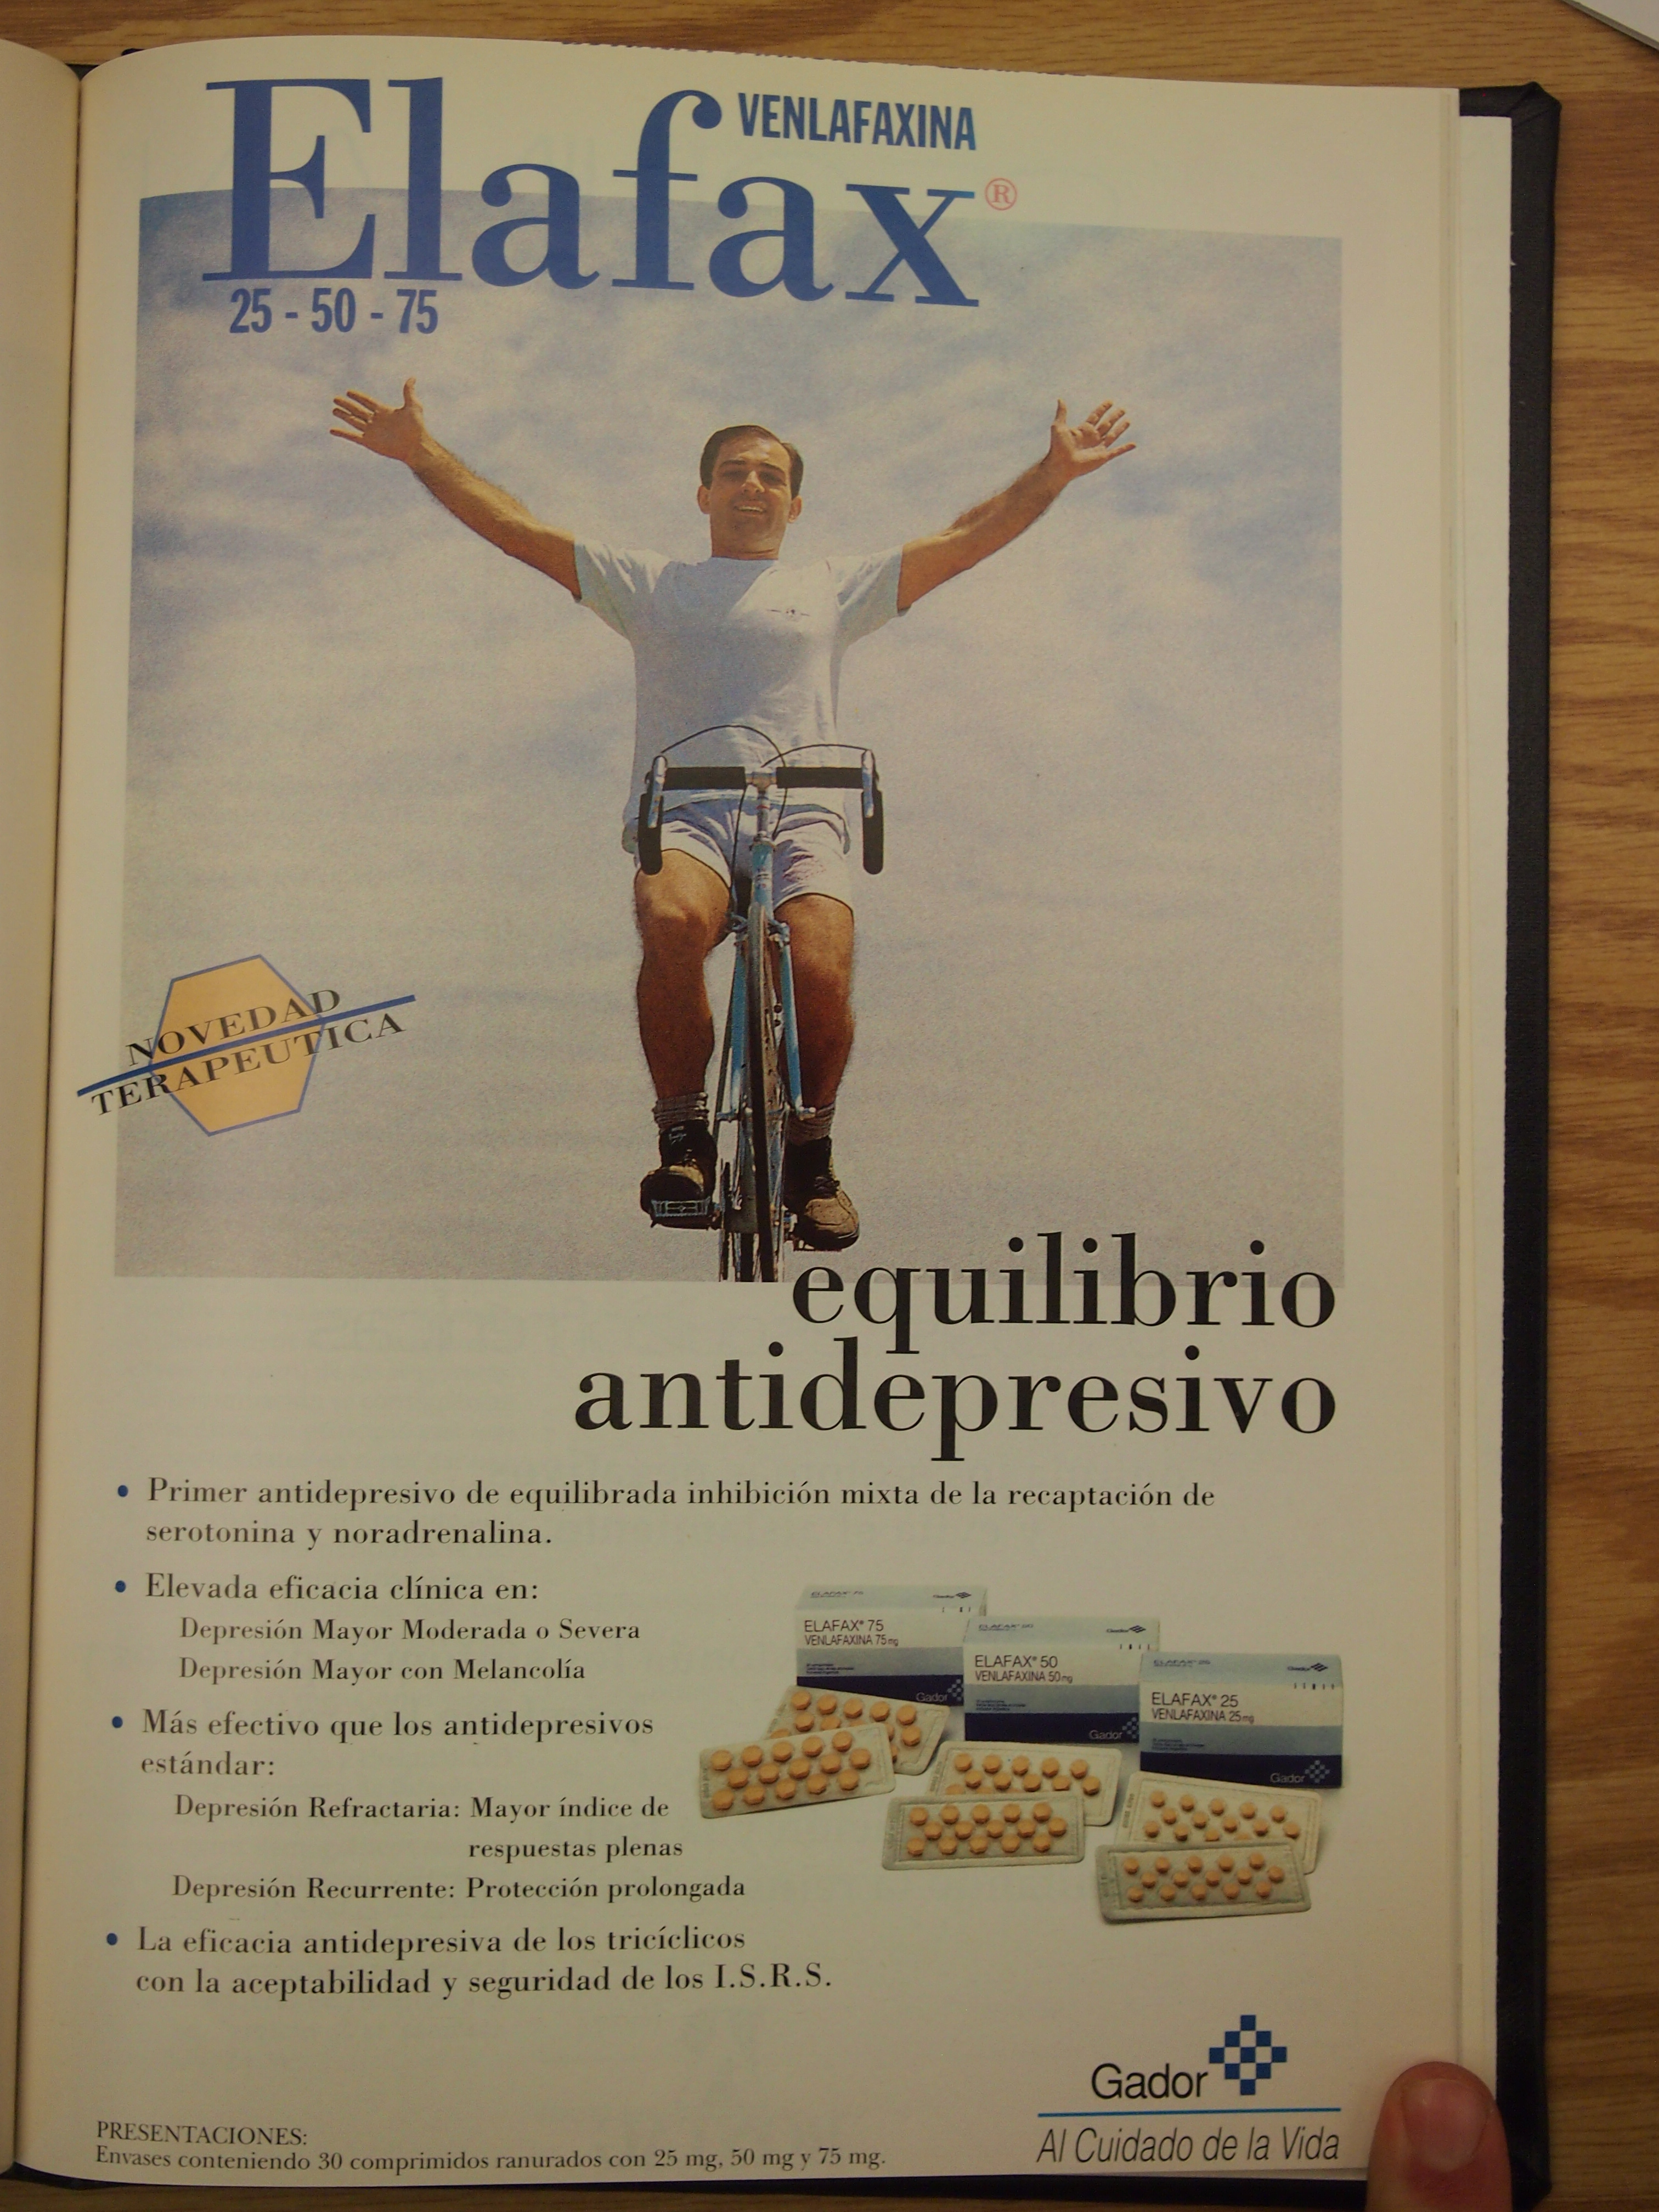 Elafax®
VENLAFAXINA
25 - 50 - 75
NOVEDAD
TERAPEUTICA
equilibrio
antidepresivo
• Primer antidepresivo de equilibrada inhibición mixta de la recaptación de
serotonina y noradrenalina.
• Elevada eficacia clínica en:
Depresión Mayor Moderada o Severa
Depresión Mayor con Melancolía
• Más efectivo que los antidepresivos
estándar:
Depresión Refractaria: Mayor índice de
respuestas plenas
Depresión Recurrente: Protección prolongada
• La eficacia antidepresiva de los tricíclicos
con la aceptabilidad y seguridad de los I.S.R.S.
ELAFAX® 75
VENLAFAXINA 75 mg
Gador
ELAFAX® 50
VENLAFAXINA 50 mg
Gador
ELAFAX® 25
VENLAFAXINA 25 mg
Gador
Gador
Al Cuidado de la Vida
PRESENTACIONES:
Envases conteniendo 30 comprimidos ranurados con 25 mg, 50 mg y 75 mg.